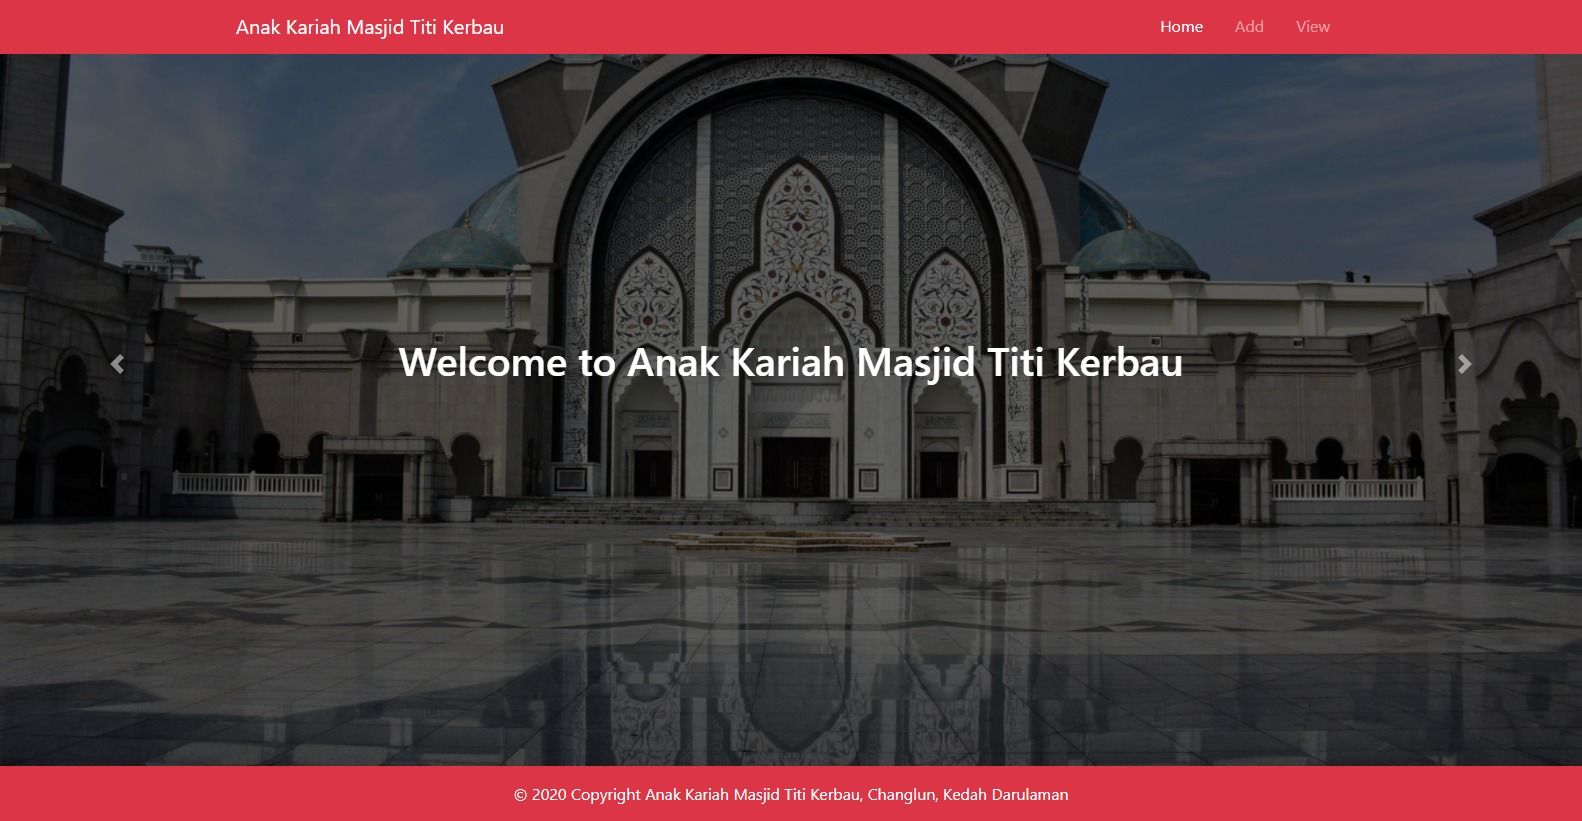 Anak Kariah Masjid Titi Kerbau
Home Add View
Welcome to Anak Kariah Masjid Titi Kerbau
© 2020 Copyright Anak Kariah Masjid Titi Kerbau, Changlun, Kedah Darulaman